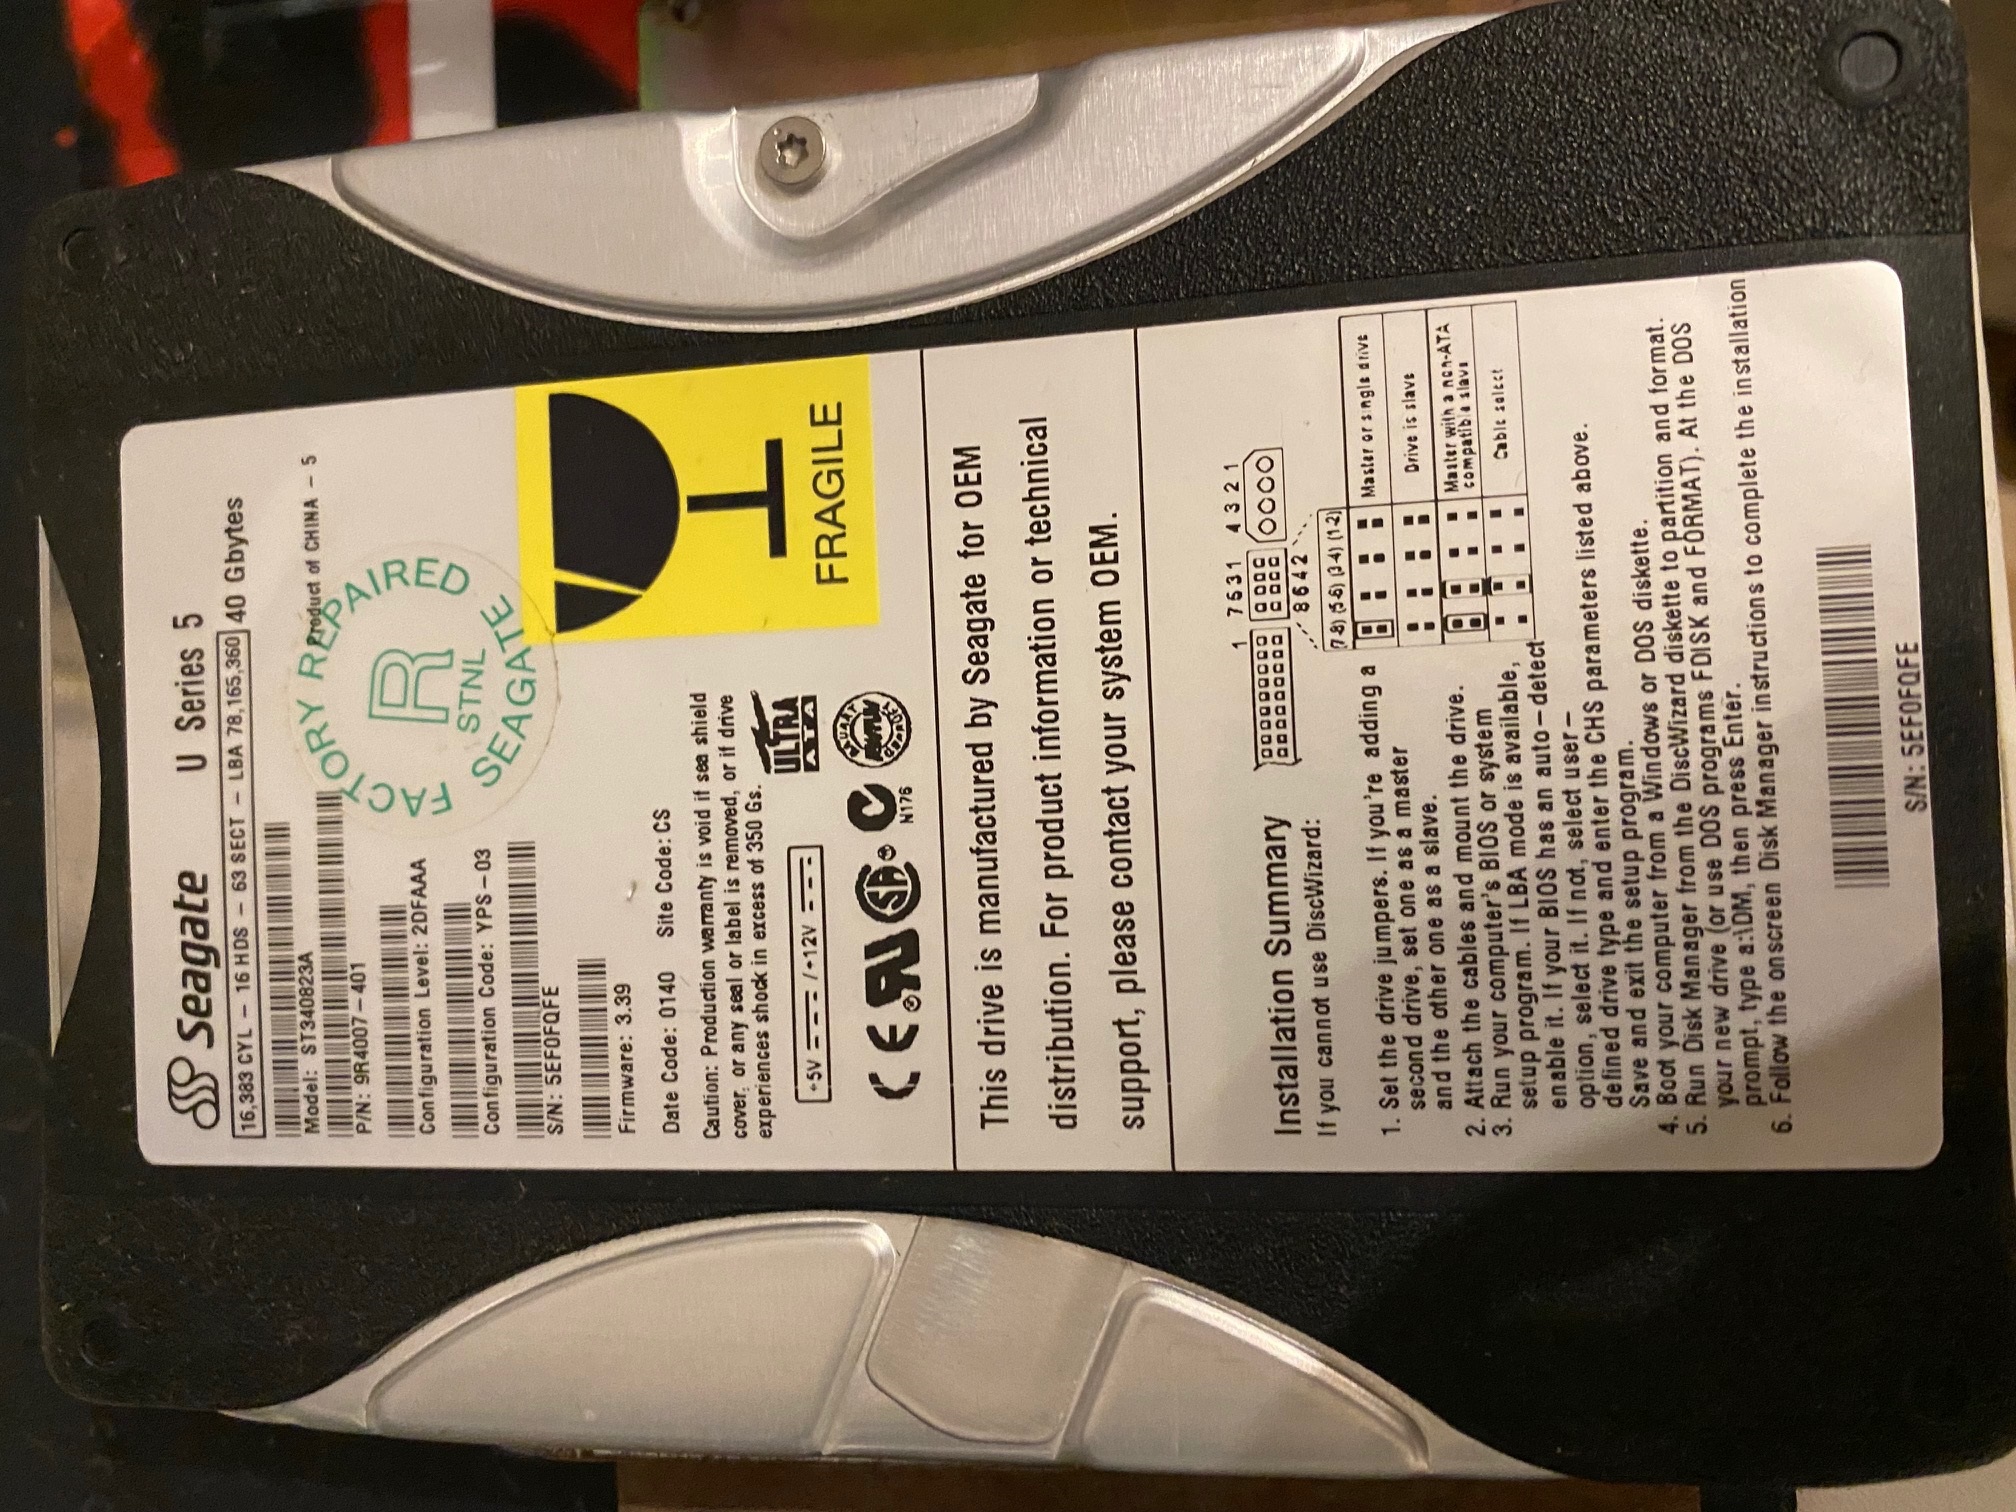 Seagate U Series 5
16,383 CYL – 16 HDS – 63 SECT – LBA 78,165,360 40 Gbytes
Model: ST340823A
Product of CHINA – 5
P/N: 9R4007–401
Configuration Level: 2DFAAA
Configuration Code: YPS–03
S/N: 5EF0FQFE
Firmware: 3.39
FACTORY REPAIRED
R
STNL
SEAGATE
Date Code: 0140 Site Code: CS
Caution: Production warranty is void if sea shield
cover, or any seal or label is removed, or if drive
experiences shock in excess of 350 Gs.
+5V /+12V
ULTRA
ATA
N176
FRAGILE
This drive is manufactured by Seagate for OEM
distribution. For product information or technical
support, please contact your system OEM.
Installation Summary
If you cannot use DiscWizard:
1 7 5 3 1 4 3 2 1
8 6 4 2
(7-8) (5-6) (3-4) (1-2)
Master or single drive
Drive is slave
Master with a non-ATA
compatible slave
Cable select
1. Set the drive jumpers. If you're adding a
second drive, set one as a master
and the other one as a slave.
2. Attach the cables and mount the drive.
3. Run your computer's BIOS or system
setup program. If LBA mode is available,
enable it. If your BIOS has an auto–detect
option, select it. If not, select user–
defined drive type and enter the CHS parameters listed above.
Save and exit the setup program.
4. Boot your computer from a Windows or DOS diskette.
5. Run Disk Manager from the DiscWizard diskette to partition and format.
your new drive (or use DOS programs FDISK and FORMAT). At the DOS
prompt, type a:\DM, then press Enter.
6. Follow the onscreen Disk Manager instructions to complete the installation
S/N: 5EF0FQFE